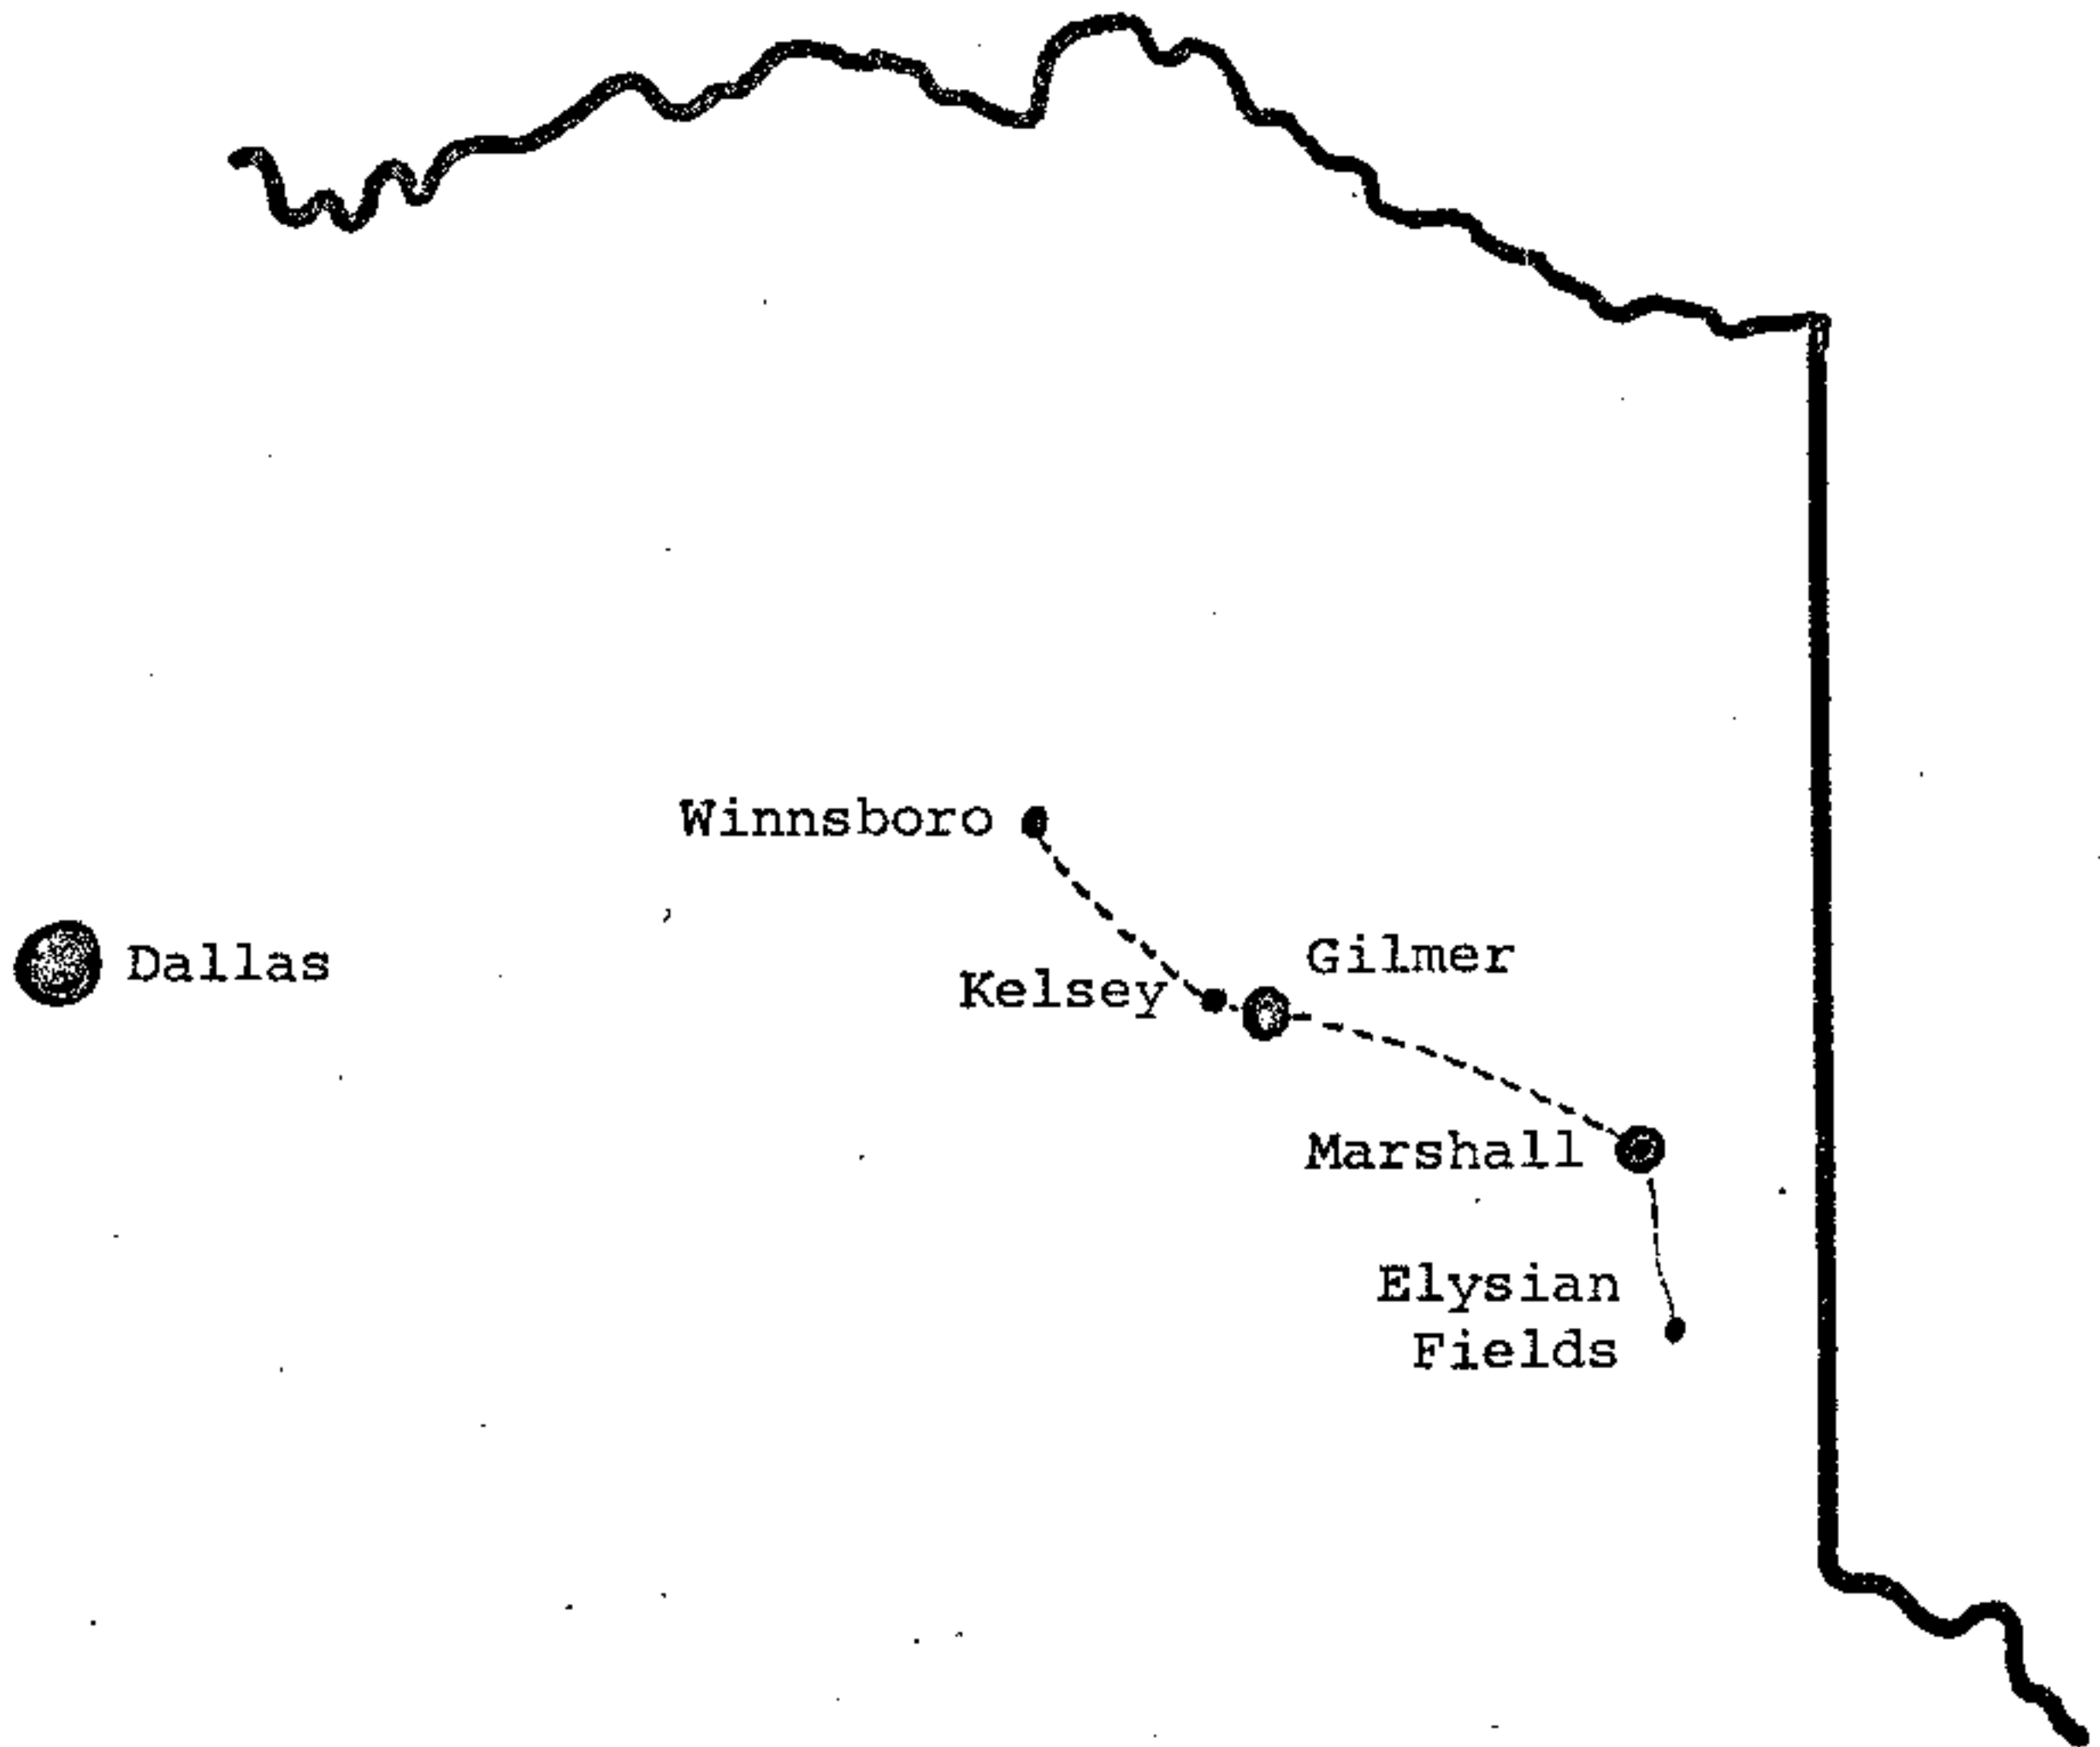 Winnsboro
Dallas
Gilmer
Kelsey
Marshall
Elysian
Fields